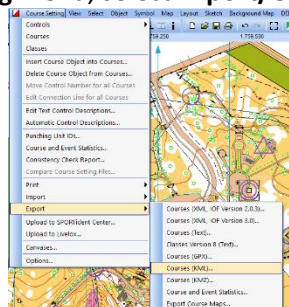 Course Setting View Select Object Symbol Map Layout Sketch Background Map
Controls
Courses
Classes
Insert Course Object into Courses...
Delete Course Object from Courses...
Move Control Number for all Courses
Edit Connection Line for all Courses
Edit Text Control Descriptions...
Automatic Control Descriptions...
Punching Unit IDs...
Course and Event Statistics...
Consistency Check Report...
Compare Course Setting Files...
Print
Import
Export
Upload to SPORTident Center...
Upload to Livelox...
Canvases...
Options...
759.250
1.759.500
Courses (XML, IOF Version 2.0.3)...
Courses (XML, IOF Version 3.0)...
Courses (Text)...
Classes Version 8 (Text)...
Courses (GPX)...
Courses (KML)...
Courses (KMZ)...
Course and Event Statistics...
Export Course Maps...